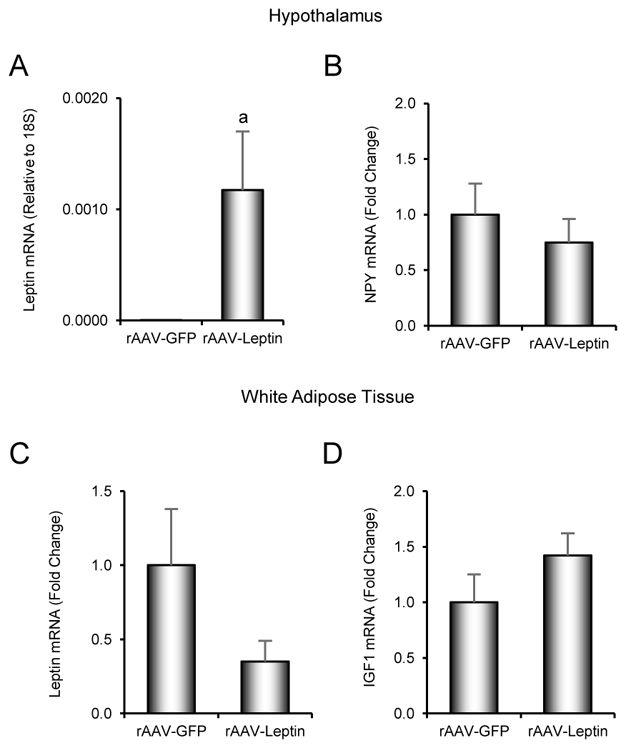 Hypothalamus
A
B
Leptin mRNA (Relative to 18S)
0.0020
0.0010
0.0000
a
rAAV-GFP rAAV-Leptin
NPY mRNA (Fold Change)
2.0
1.5
1.0
0.5
0.0
rAAV-GFP rAAV-Leptin
White Adipose Tissue
C
D
Leptin mRNA (Fold Change)
1.5
1.0
0.5
0.0
rAAV-GFP rAAV-Leptin
IGF1 mRNA (Fold Change)
2.0
1.5
1.0
0.5
0.0
rAAV-GFP rAAV-Leptin